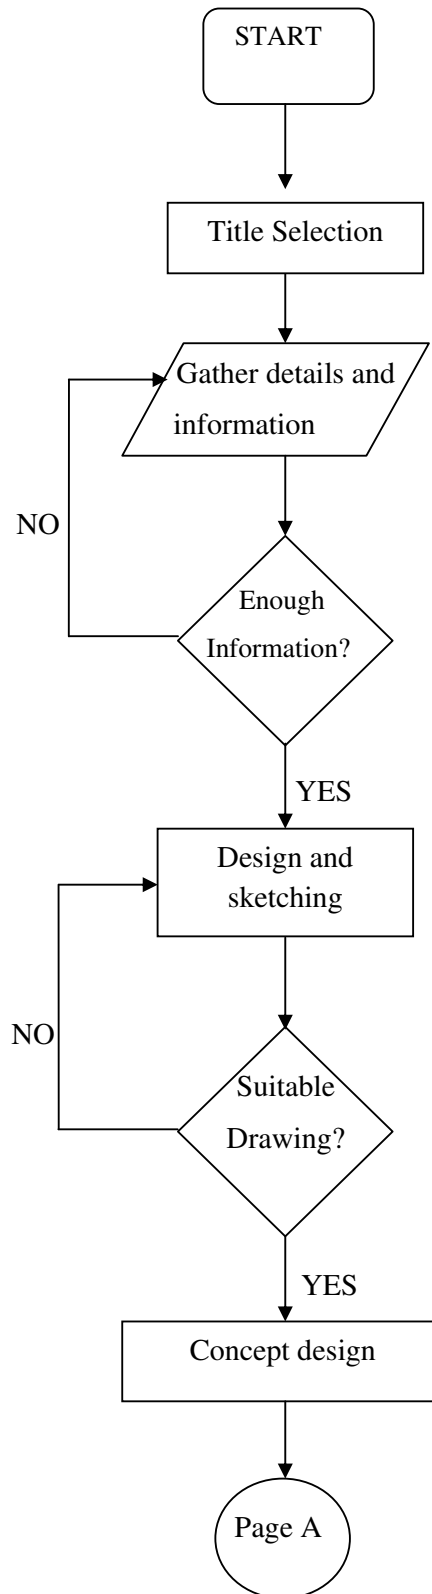 START
Title Selection
Gather details and
information
NO
Enough
Information?
YES
Design and
sketching
NO
Suitable
Drawing?
YES
Concept design
Page A